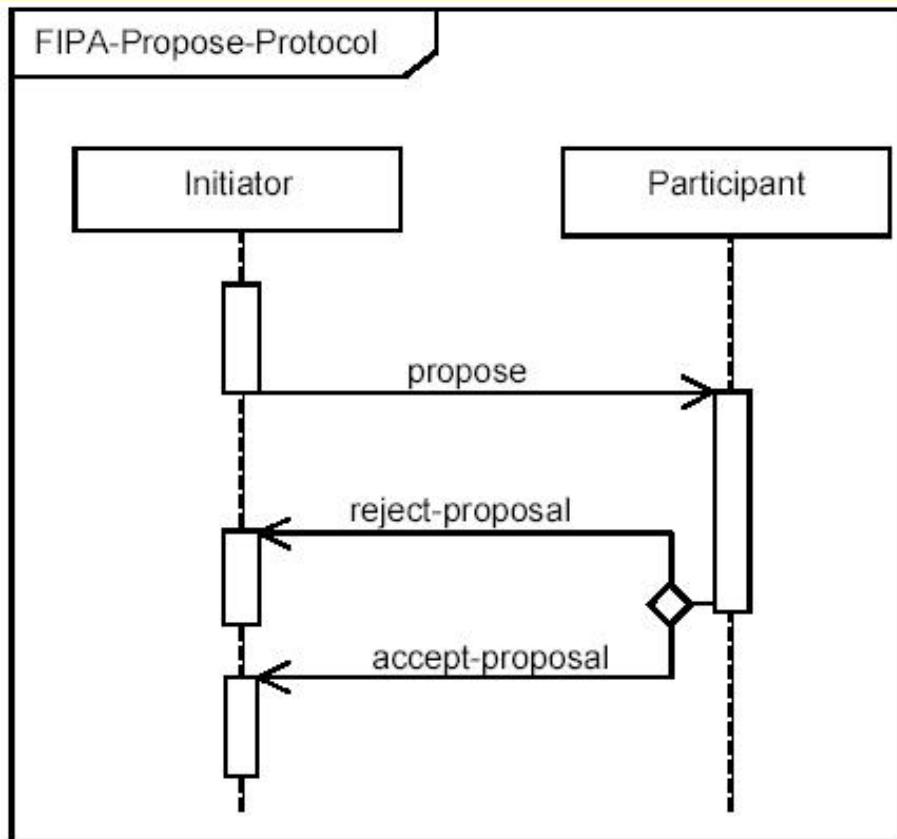 FIPA-Propose-Protocol
Initiator
Participant
propose
reject-proposal
accept-proposal